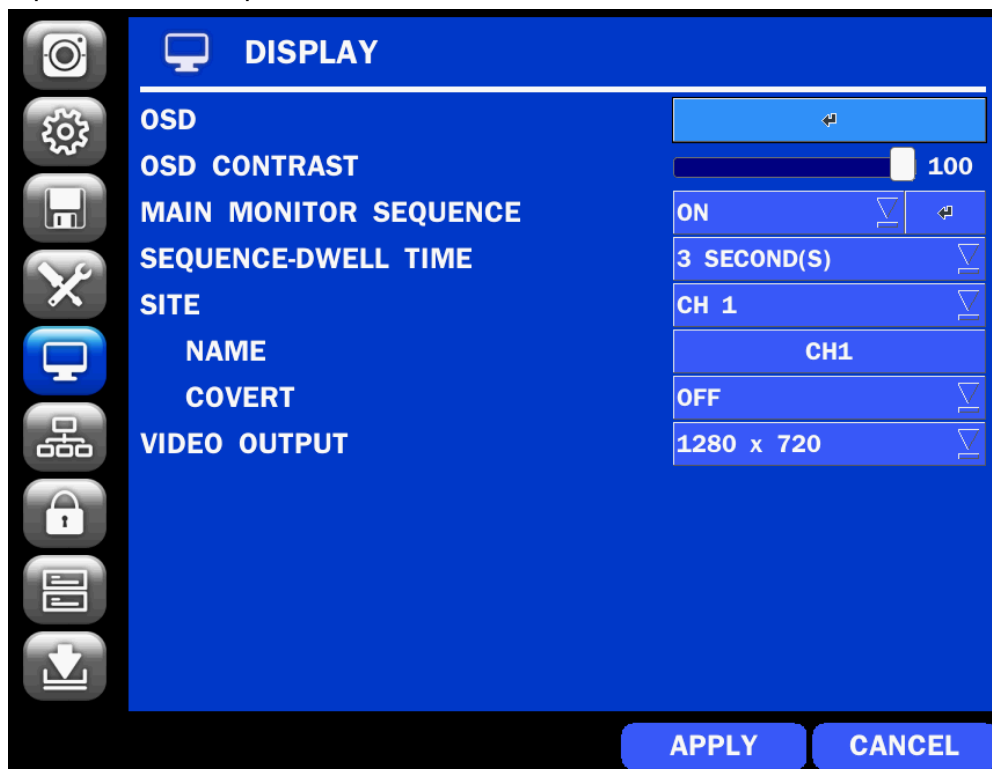 DISPLAY
OSD
OSD CONTRAST 100
MAIN MONITOR SEQUENCE ON
SEQUENCE-DWELL TIME 3 SECOND(S)
SITE CH 1
NAME CH1
COVERT OFF
VIDEO OUTPUT 1280 x 720
APPLY CANCEL